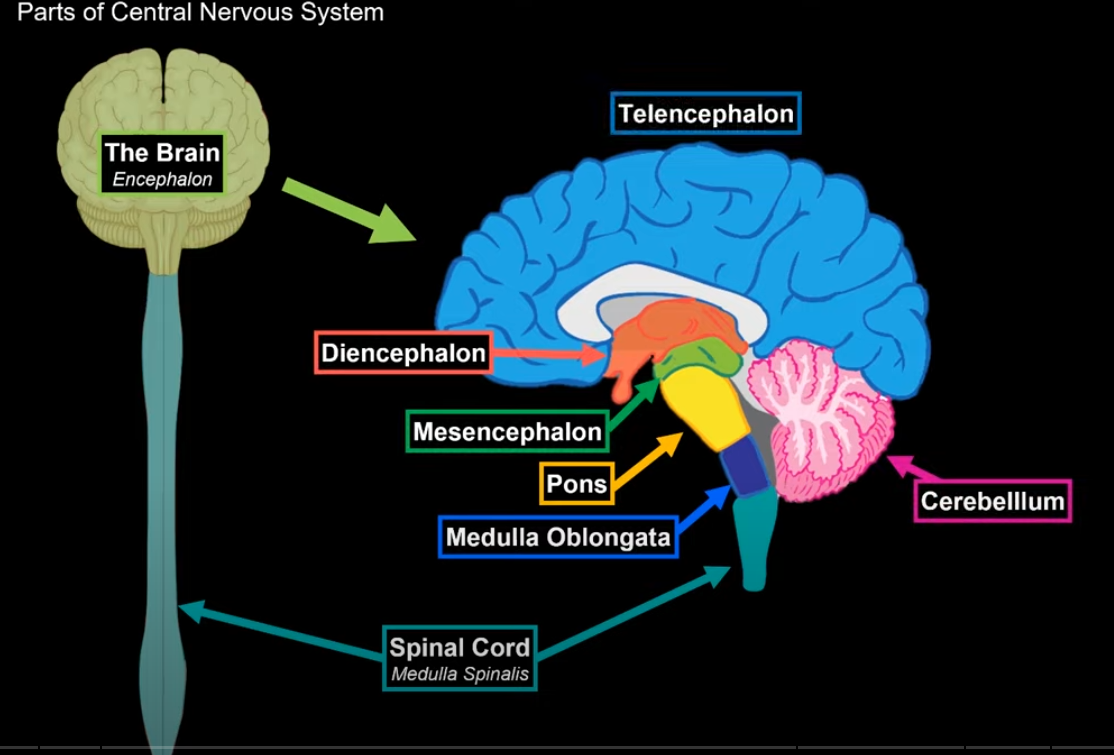 Parts of Central Nervous System
The Brain
Encephalon
Telencephalon
Diencephalon
Mesencephalon
Pons
Medulla Oblongata
Cerebelllum
Spinal Cord
Medulla Spinalis